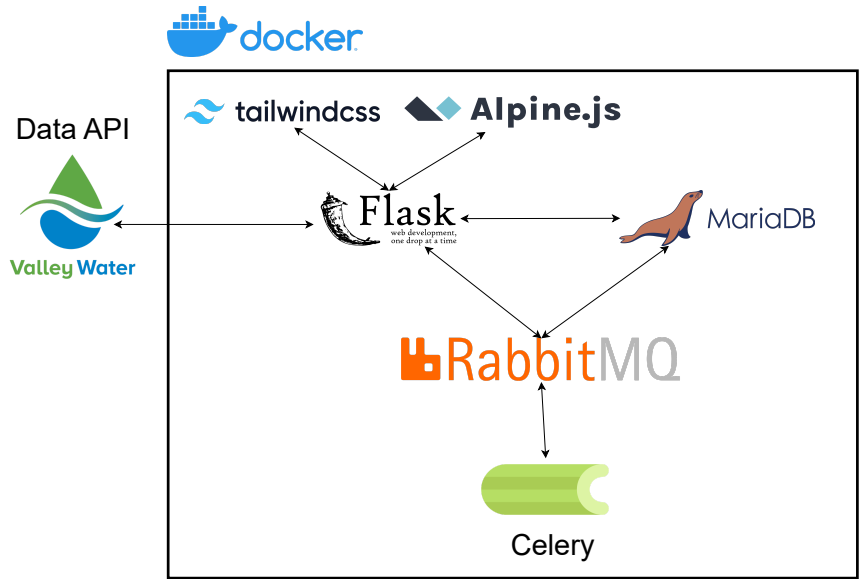 docker
tailwindcss
Alpine.js
Data API
Flask
web development,
one drop at a time
MariaDB
Valley Water
RabbitMQ
Celery